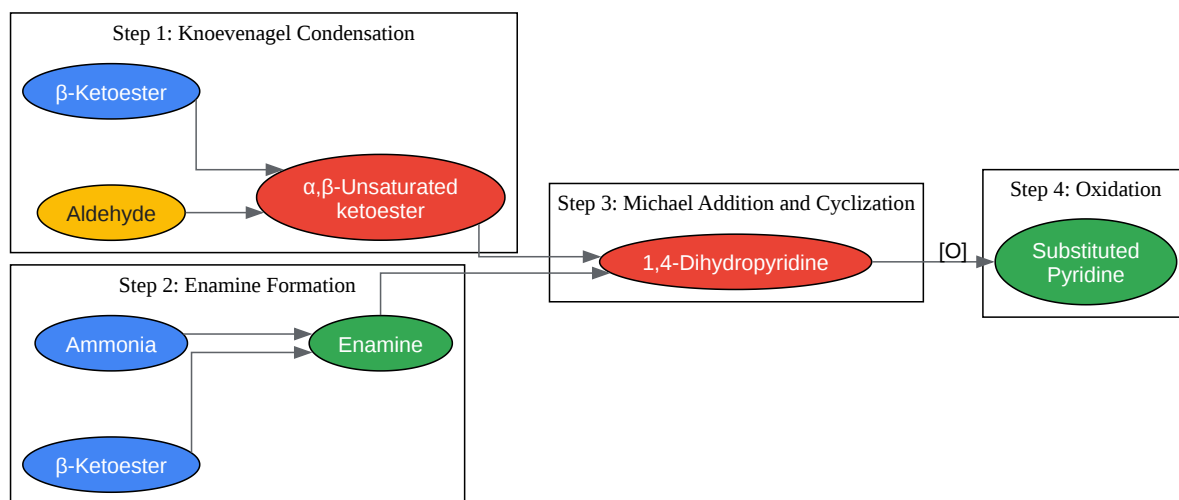 Step 1: Knoevenagel Condensation
β-Ketoester
Aldehyde
α,β-Unsaturated
ketoester
Step 2: Enamine Formation
Ammonia
β-Ketoester
Enamine
Step 3: Michael Addition and Cyclization
1,4-Dihydropyridine
[O]
Step 4: Oxidation
Substituted
Pyridine